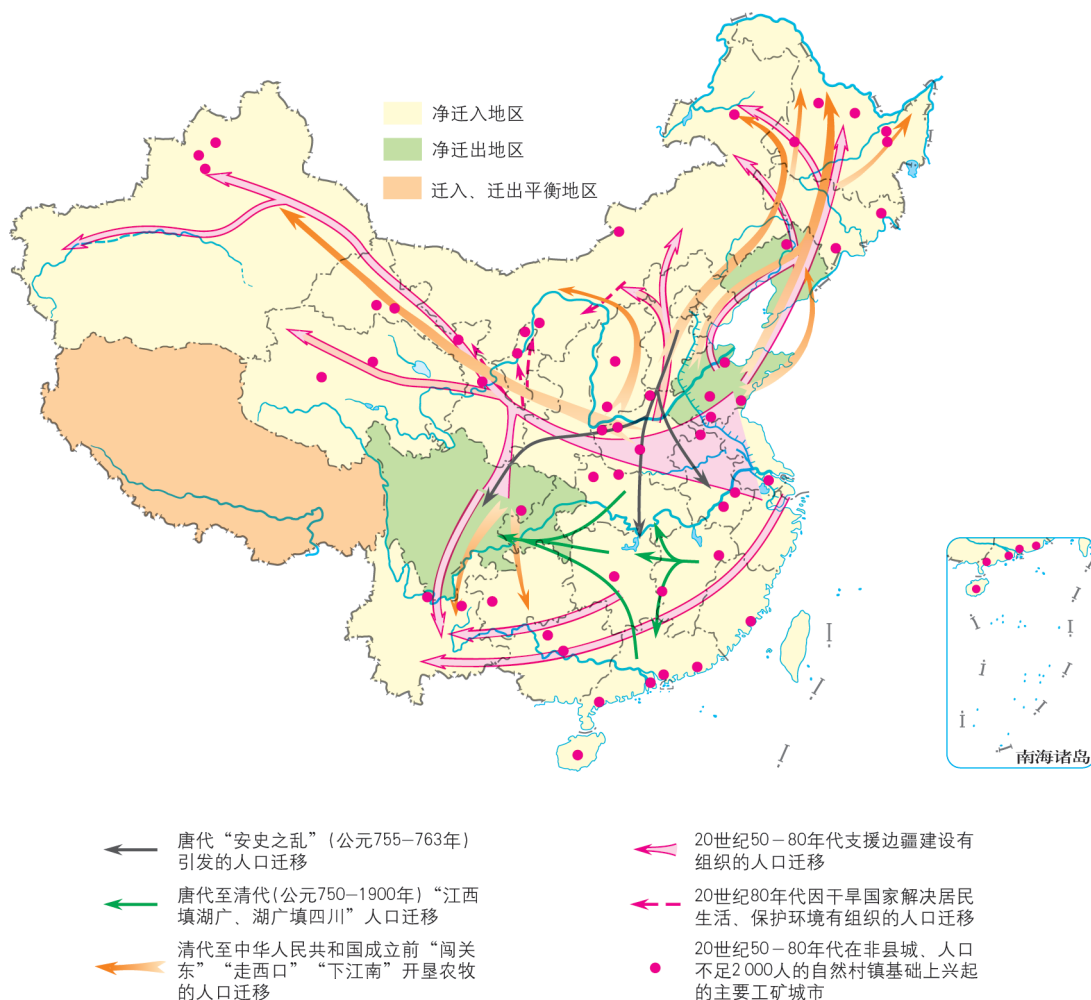 净迁入地区
净迁出地区
迁入、迁出平衡地区
南海诸岛
唐代“安史之乱”(公元755—763年)
引发的人口迁移
唐代至清代(公元750—1900年)“江西
填湖广、湖广填四川”人口迁移
清代至中华人民共和国成立前“闯关
东”“走西口”“下江南”开垦农牧
的人口迁移
20世纪50—80年代支援边疆建设有
组织的人口迁移
20世纪80年代因干旱国家解决居民
生活、保护环境有组织的人口迁移
20世纪50—80年代在非县城、人口
不足2 000人的自然村镇基础上兴起
的主要工矿城市